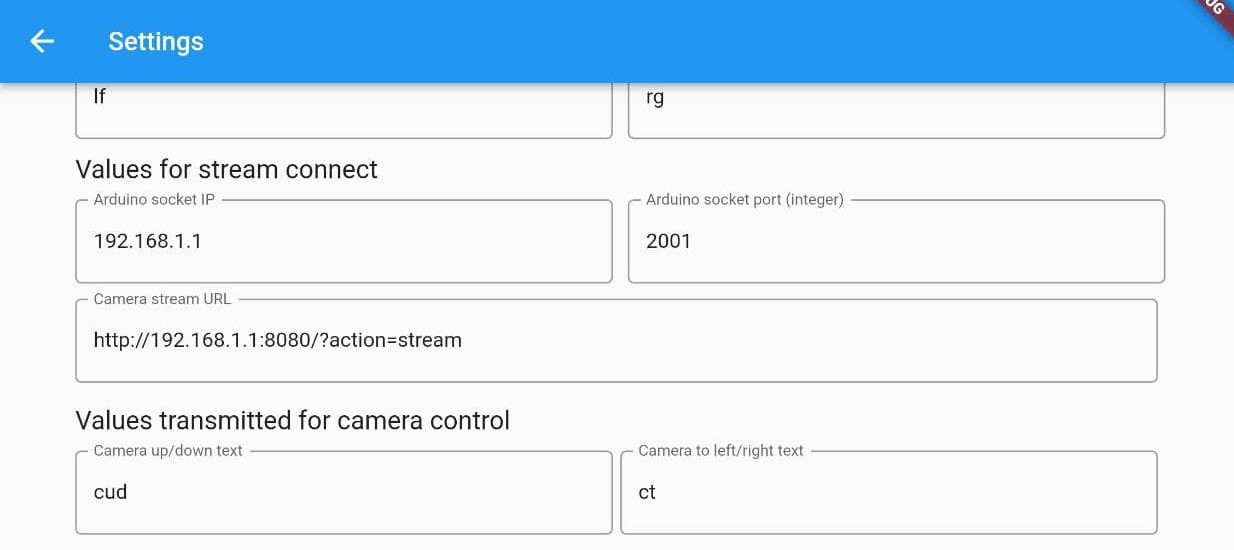 Settings
UG
lf
rg
Values for stream connect
Arduino socket IP
Arduino socket port (integer)
192.168.1.1
2001
Camera stream URL
http://192.168.1.1:8080/?action=stream
Values transmitted for camera control
Camera up/down text
Camera to left/right text
cud
ct